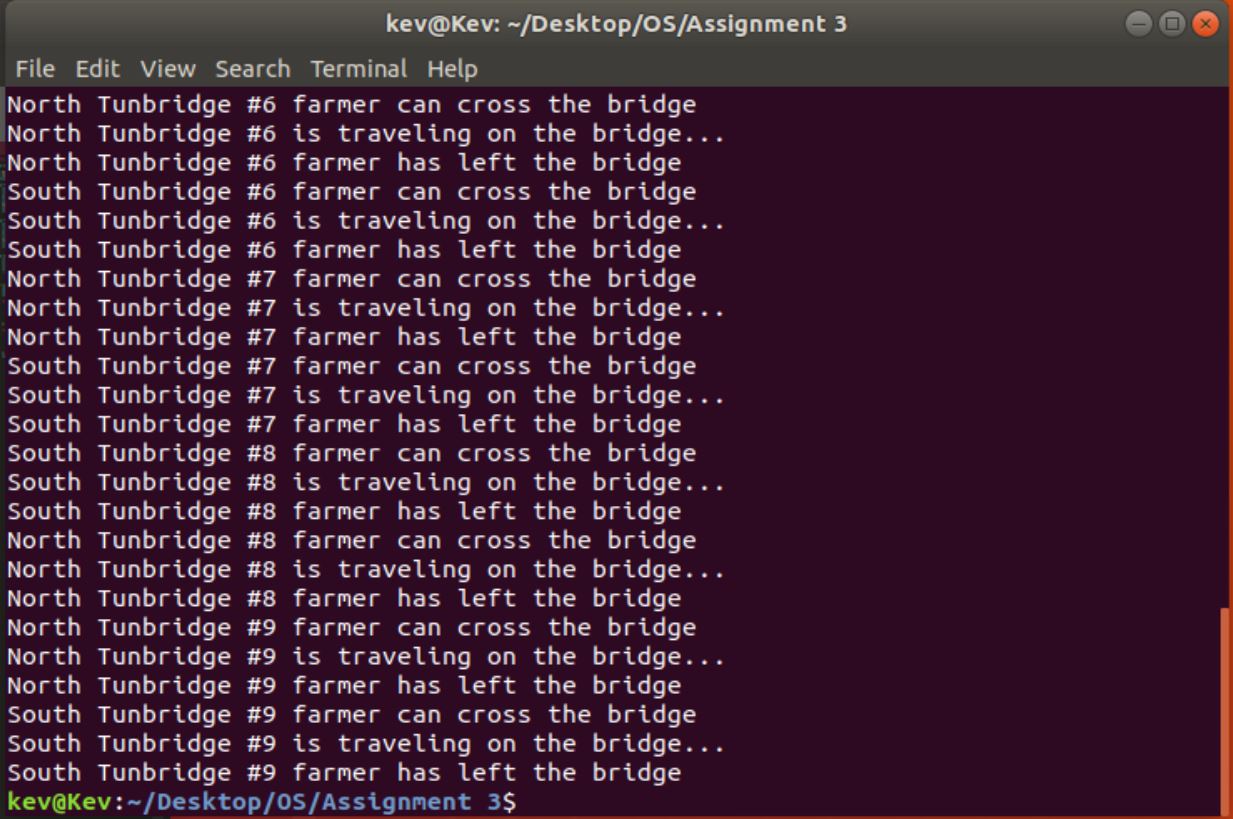 kev@Kev: ~/Desktop/OS/Assignment 3
File Edit View Search Terminal Help
North Tunbridge #6 farmer can cross the bridge
North Tunbridge #6 is traveling on the bridge...
North Tunbridge #6 farmer has left the bridge
South Tunbridge #6 farmer can cross the bridge
South Tunbridge #6 is traveling on the bridge...
South Tunbridge #6 farmer has left the bridge
North Tunbridge #7 farmer can cross the bridge
North Tunbridge #7 is traveling on the bridge...
North Tunbridge #7 farmer has left the bridge
South Tunbridge #7 farmer can cross the bridge
South Tunbridge #7 is traveling on the bridge...
South Tunbridge #7 farmer has left the bridge
South Tunbridge #8 farmer can cross the bridge
South Tunbridge #8 is traveling on the bridge...
South Tunbridge #8 farmer has left the bridge
North Tunbridge #8 farmer can cross the bridge
North Tunbridge #8 is traveling on the bridge...
North Tunbridge #8 farmer has left the bridge
North Tunbridge #9 farmer can cross the bridge
North Tunbridge #9 is traveling on the bridge...
North Tunbridge #9 farmer has left the bridge
South Tunbridge #9 farmer can cross the bridge
South Tunbridge #9 is traveling on the bridge...
South Tunbridge #9 farmer has left the bridge
kev@Kev:~/Desktop/OS/Assignment 3$